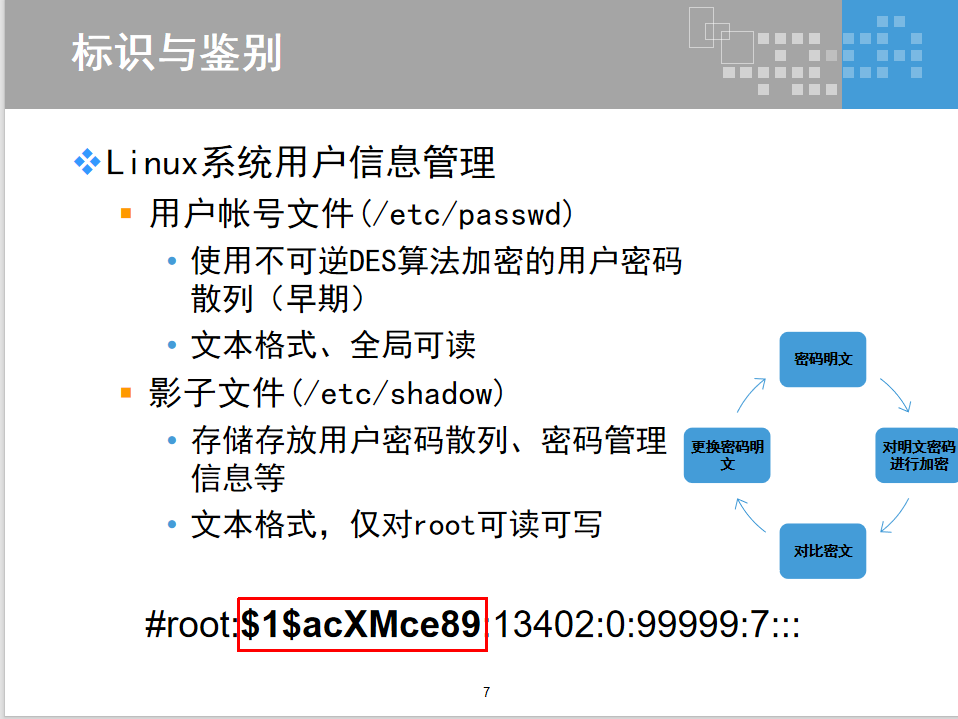 标识与鉴别
Linux系统用户信息管理
用户帐号文件(/etc/passwd)
使用不可逆DES算法加密的用户密码
散列（早期）
文本格式、全局可读
影子文件(/etc/shadow)
存储存放用户密码散列、密码管理
信息等
文本格式，仅对root可读可写
密码明文
对明文密码
进行加密
对比密文
更换密码明
文
#root:$1$acXMce89:13402:0:99999:7:::
7